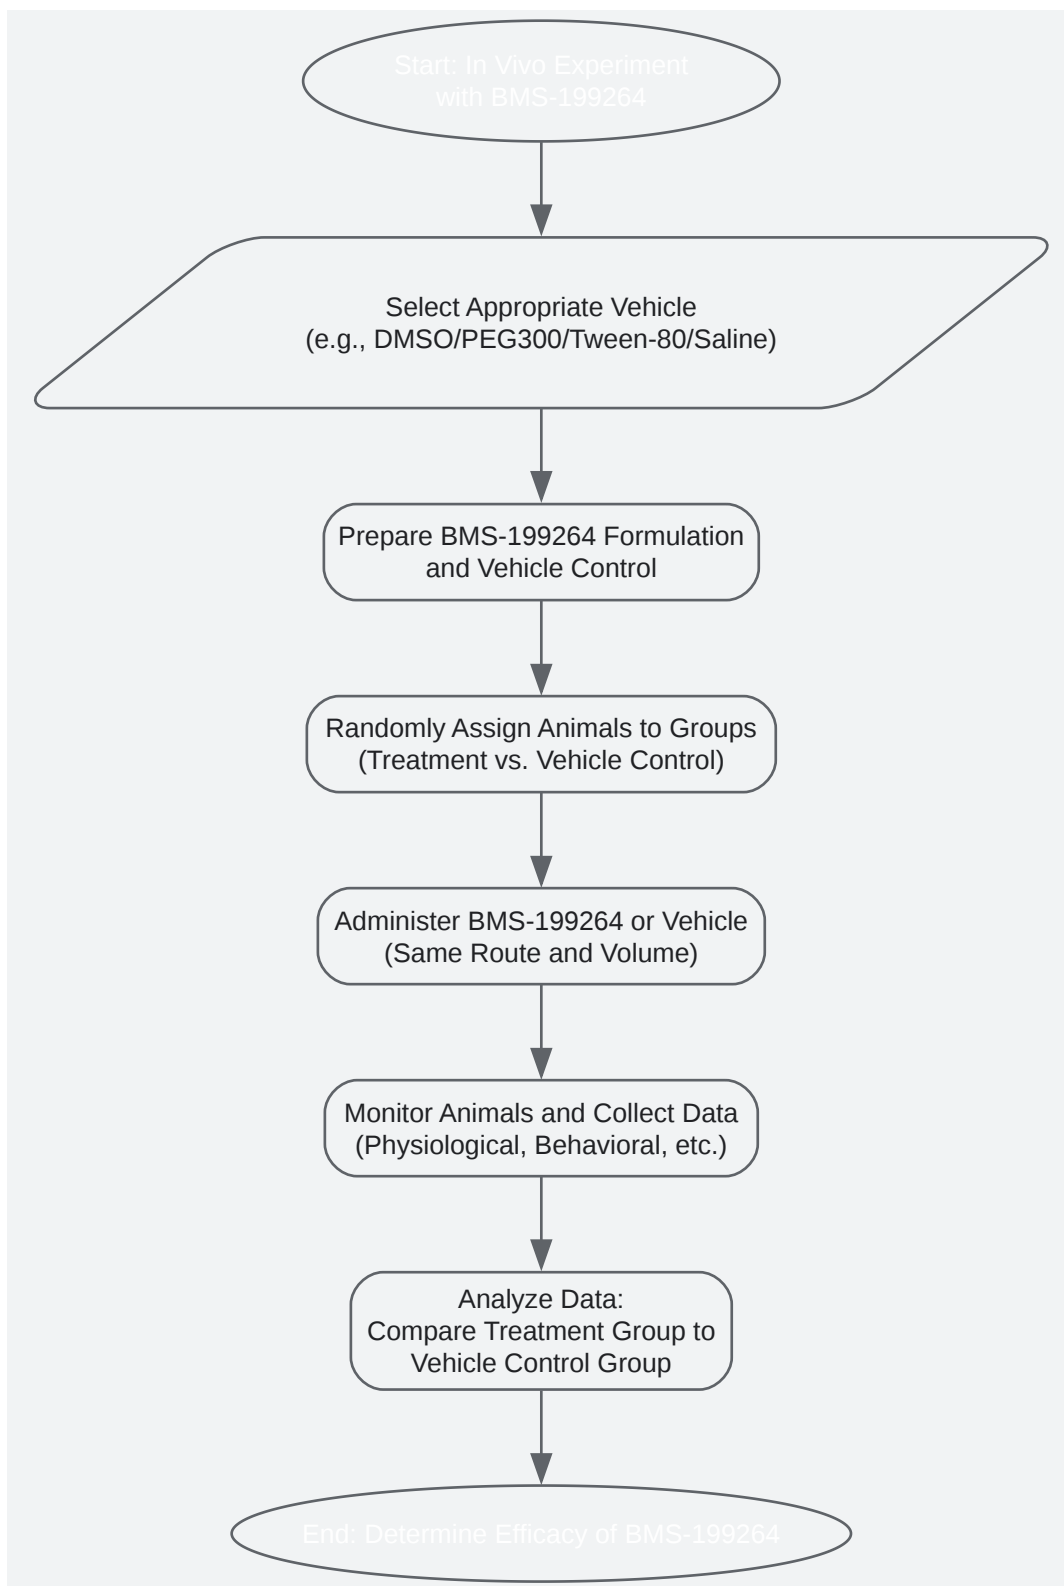 Start: In Vivo Experiment
with BMS-199264
Select Appropriate Vehicle
(e.g., DMSO/PEG300/Tween-80/Saline)
Prepare BMS-199264 Formulation
and Vehicle Control
Randomly Assign Animals to Groups
(Treatment vs. Vehicle Control)
Administer BMS-199264 or Vehicle
(Same Route and Volume)
Monitor Animals and Collect Data
(Physiological, Behavioral, etc.)
Analyze Data:
Compare Treatment Group to
Vehicle Control Group
End: Determine Efficacy of BMS-199264